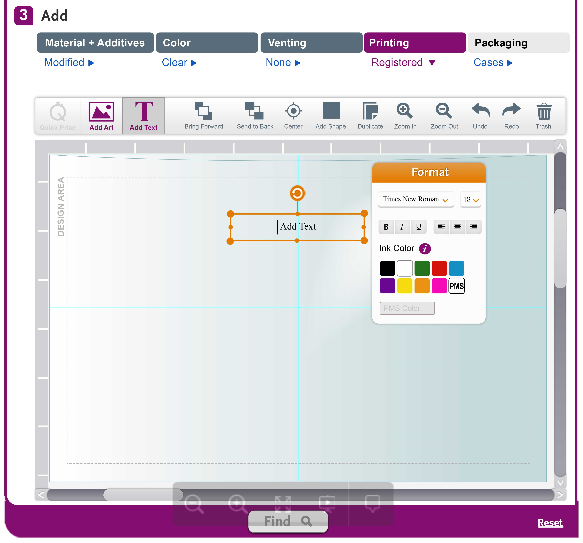 3 Add
Material + Additives Color Venting Printing Packaging
Modified Clear None Registered Cases
Quick Print Add Art Add Text Bring Forward Send to Back Center Add Shape Duplicate Zoom In Zoom Out Undo Redo Trash
DESIGN AREA
Format
Times New Roman 18
B I U
Ink Color i
PMS
PMS Color
Add Text
Find
Reset